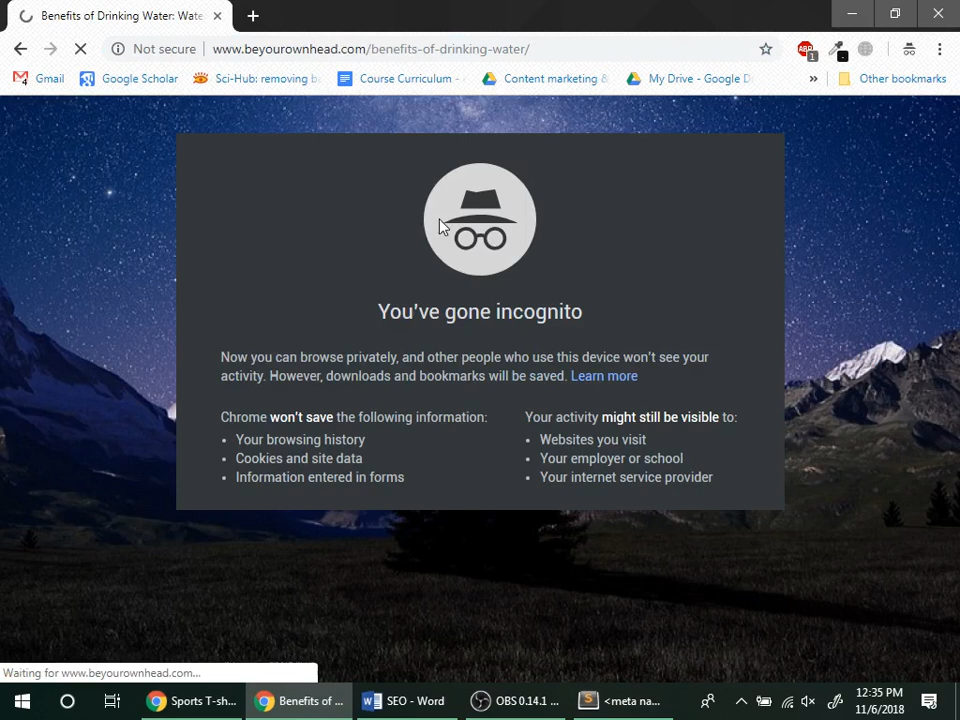 Benefits of Drinking Water: Wate
Not secure | www.beyourownhead.com/benefits-of-drinking-water/
ABP 1
Gmail Google Scholar Sci-Hub: removing b Course Curriculum - Content marketing & My Drive - Google D » Other bookmarks
You've gone incognito
Now you can browse privately, and other people who use this device won't see your
activity. However, downloads and bookmarks will be saved. Learn more
Chrome won't save the following information:
• Your browsing history
• Cookies and site data
• Information entered in forms
Your activity might still be visible to:
• Websites you visit
• Your employer or school
• Your internet service provider
Waiting for www.beyourownhead.com...
Sports T-sh... Benefits of ... SEO - Word OBS 0.14.1 ... <meta na...
12:35 PM
11/6/2018